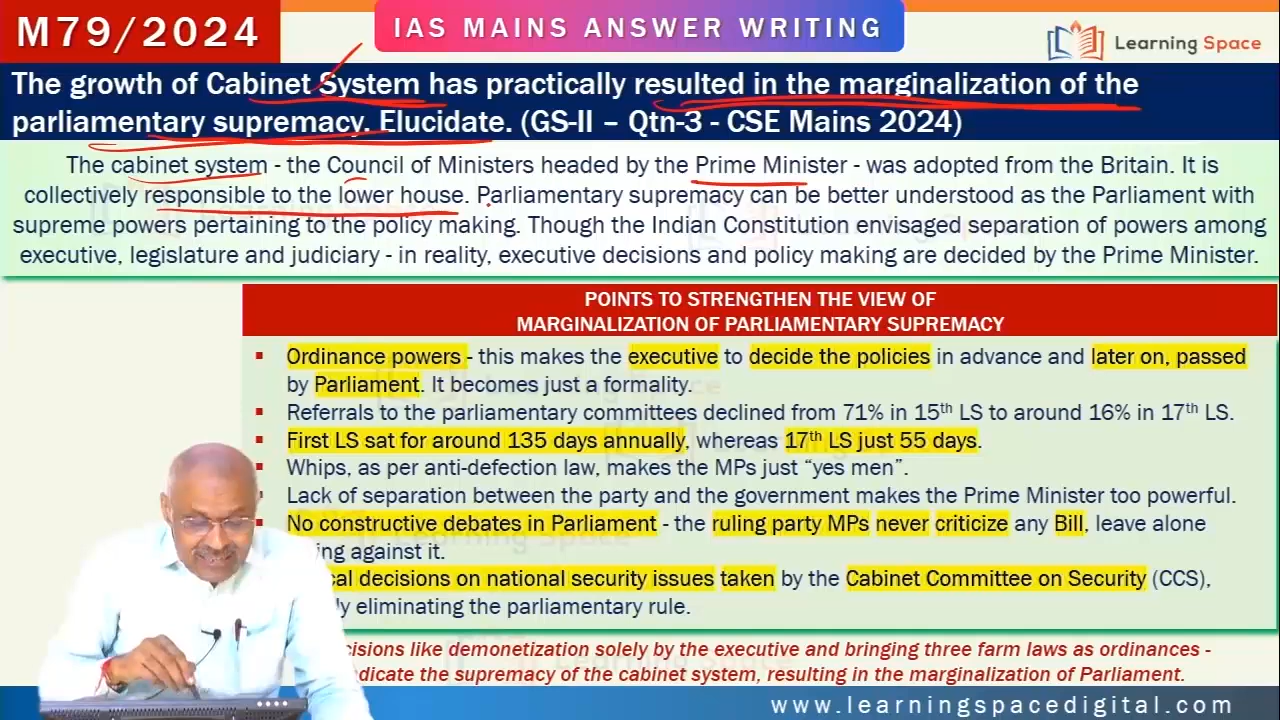 M79/2024
IAS MAINS ANSWER WRITING
Learning Space
The growth of Cabinet System has practically resulted in the marginalization of the
parliamentary supremacy. Elucidate. (GS-II – Qtn-3 - CSE Mains 2024)
The cabinet system - the Council of Ministers headed by the Prime Minister - was adopted from the Britain. It is
collectively responsible to the lower house. Parliamentary supremacy can be better understood as the Parliament with
supreme powers pertaining to the policy making. Though the Indian Constitution envisaged separation of powers among
executive, legislature and judiciary - in reality, executive decisions and policy making are decided by the Prime Minister.
POINTS TO STRENGTHEN THE VIEW OF
MARGINALIZATION OF PARLIAMENTARY SUPREMACY
▪ Ordinance powers - this makes the executive to decide the policies in advance and later on, passed
by Parliament. It becomes just a formality.
▪ Referrals to the parliamentary committees declined from 71% in 15th LS to around 16% in 17th LS.
▪ First LS sat for around 135 days annually, whereas 17th LS just 55 days.
▪ Whips, as per anti-defection law, makes the MPs just “yes men”.
▪ Lack of separation between the party and the government makes the Prime Minister too powerful.
▪ No constructive debates in Parliament - the ruling party MPs never criticize any Bill, leave alone
ng against it.
cal decisions on national security issues taken by the Cabinet Committee on Security (CCS),
ly eliminating the parliamentary rule.
cisions like demonetization solely by the executive and bringing three farm laws as ordinances -
dicate the supremacy of the cabinet system, resulting in the marginalization of Parliament.
www.learningspacedigital.com